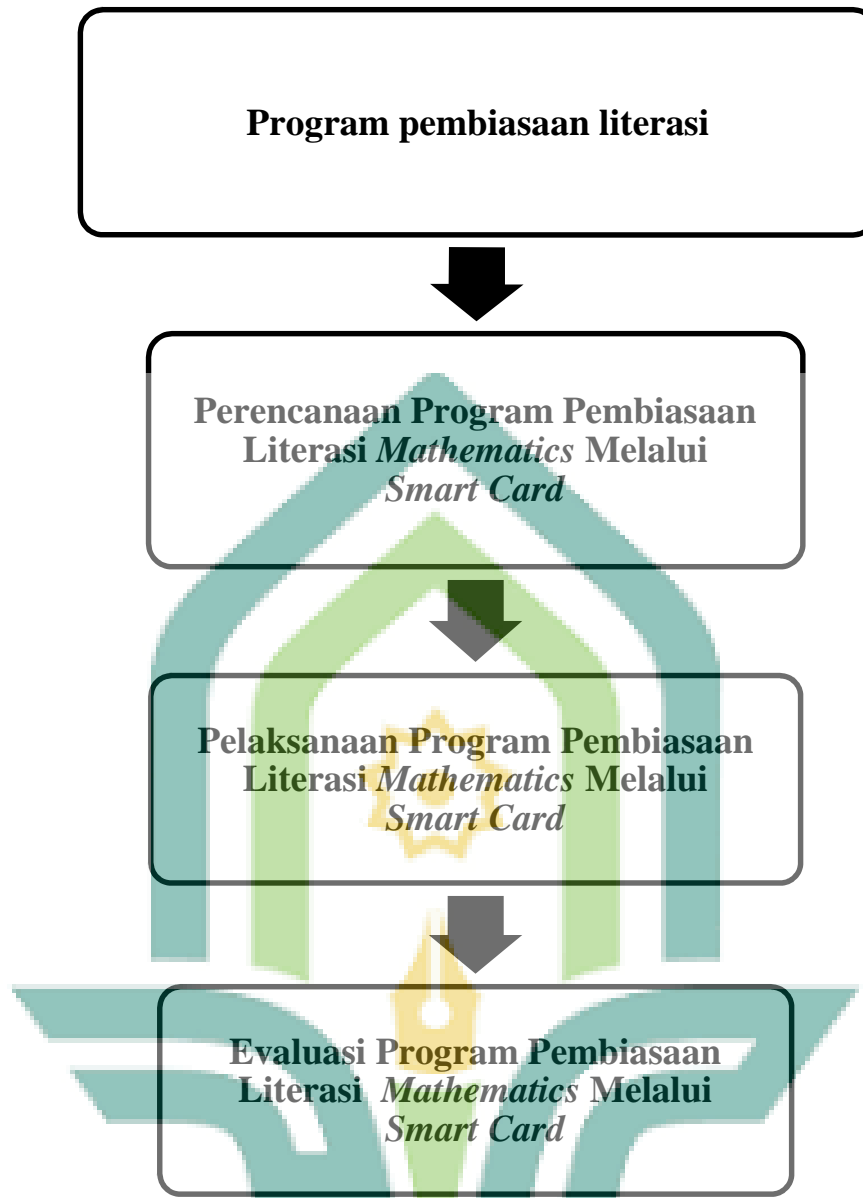 Program pembiasaan literasi
Perencanaan Program Pembiasaan
Literasi Mathematics Melalui
Smart Card
Pelaksanaan Program Pembiasaan
Literasi Mathematics Melalui
Smart Card
Evaluasi Program Pembiasaan
Literasi Mathematics Melalui
Smart Card